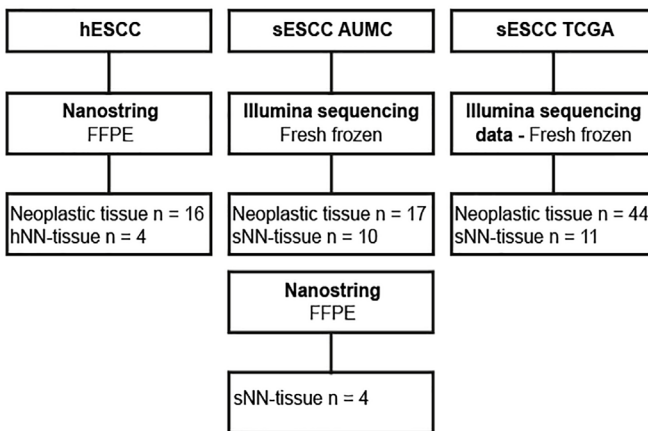 hESCC
Nanostring
FFPE
Neoplastic tissue n = 16
hNN-tissue n = 4
sESCC AUMC
Illumina sequencing
Fresh frozen
Neoplastic tissue n = 17
sNN-tissue n = 10
Nanostring
FFPE
sNN-tissue n = 4
sESCC TCGA
Illumina sequencing
data - Fresh frozen
Neoplastic tissue n = 44
sNN-tissue n = 11